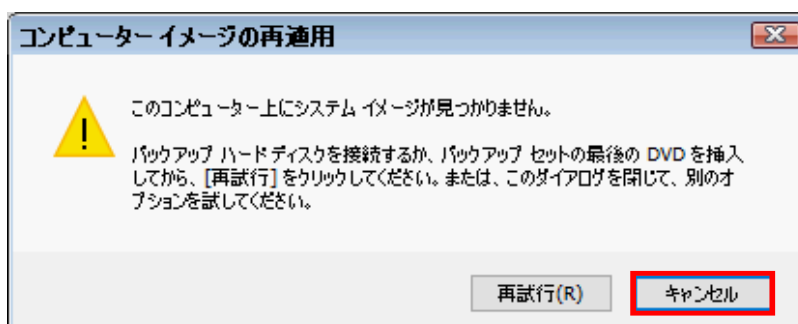 コンピューター イメージの再適用
このコンピューター上にシステム イメージが見つかりません。
バックアップ ハード ディスクを接続するか、バックアップ セットの最後の DVD を挿入
してから、[再試行] をクリックしてください。または、このダイアログを閉じて、別のオ
プションを試してください。
再試行(R)
キャンセル